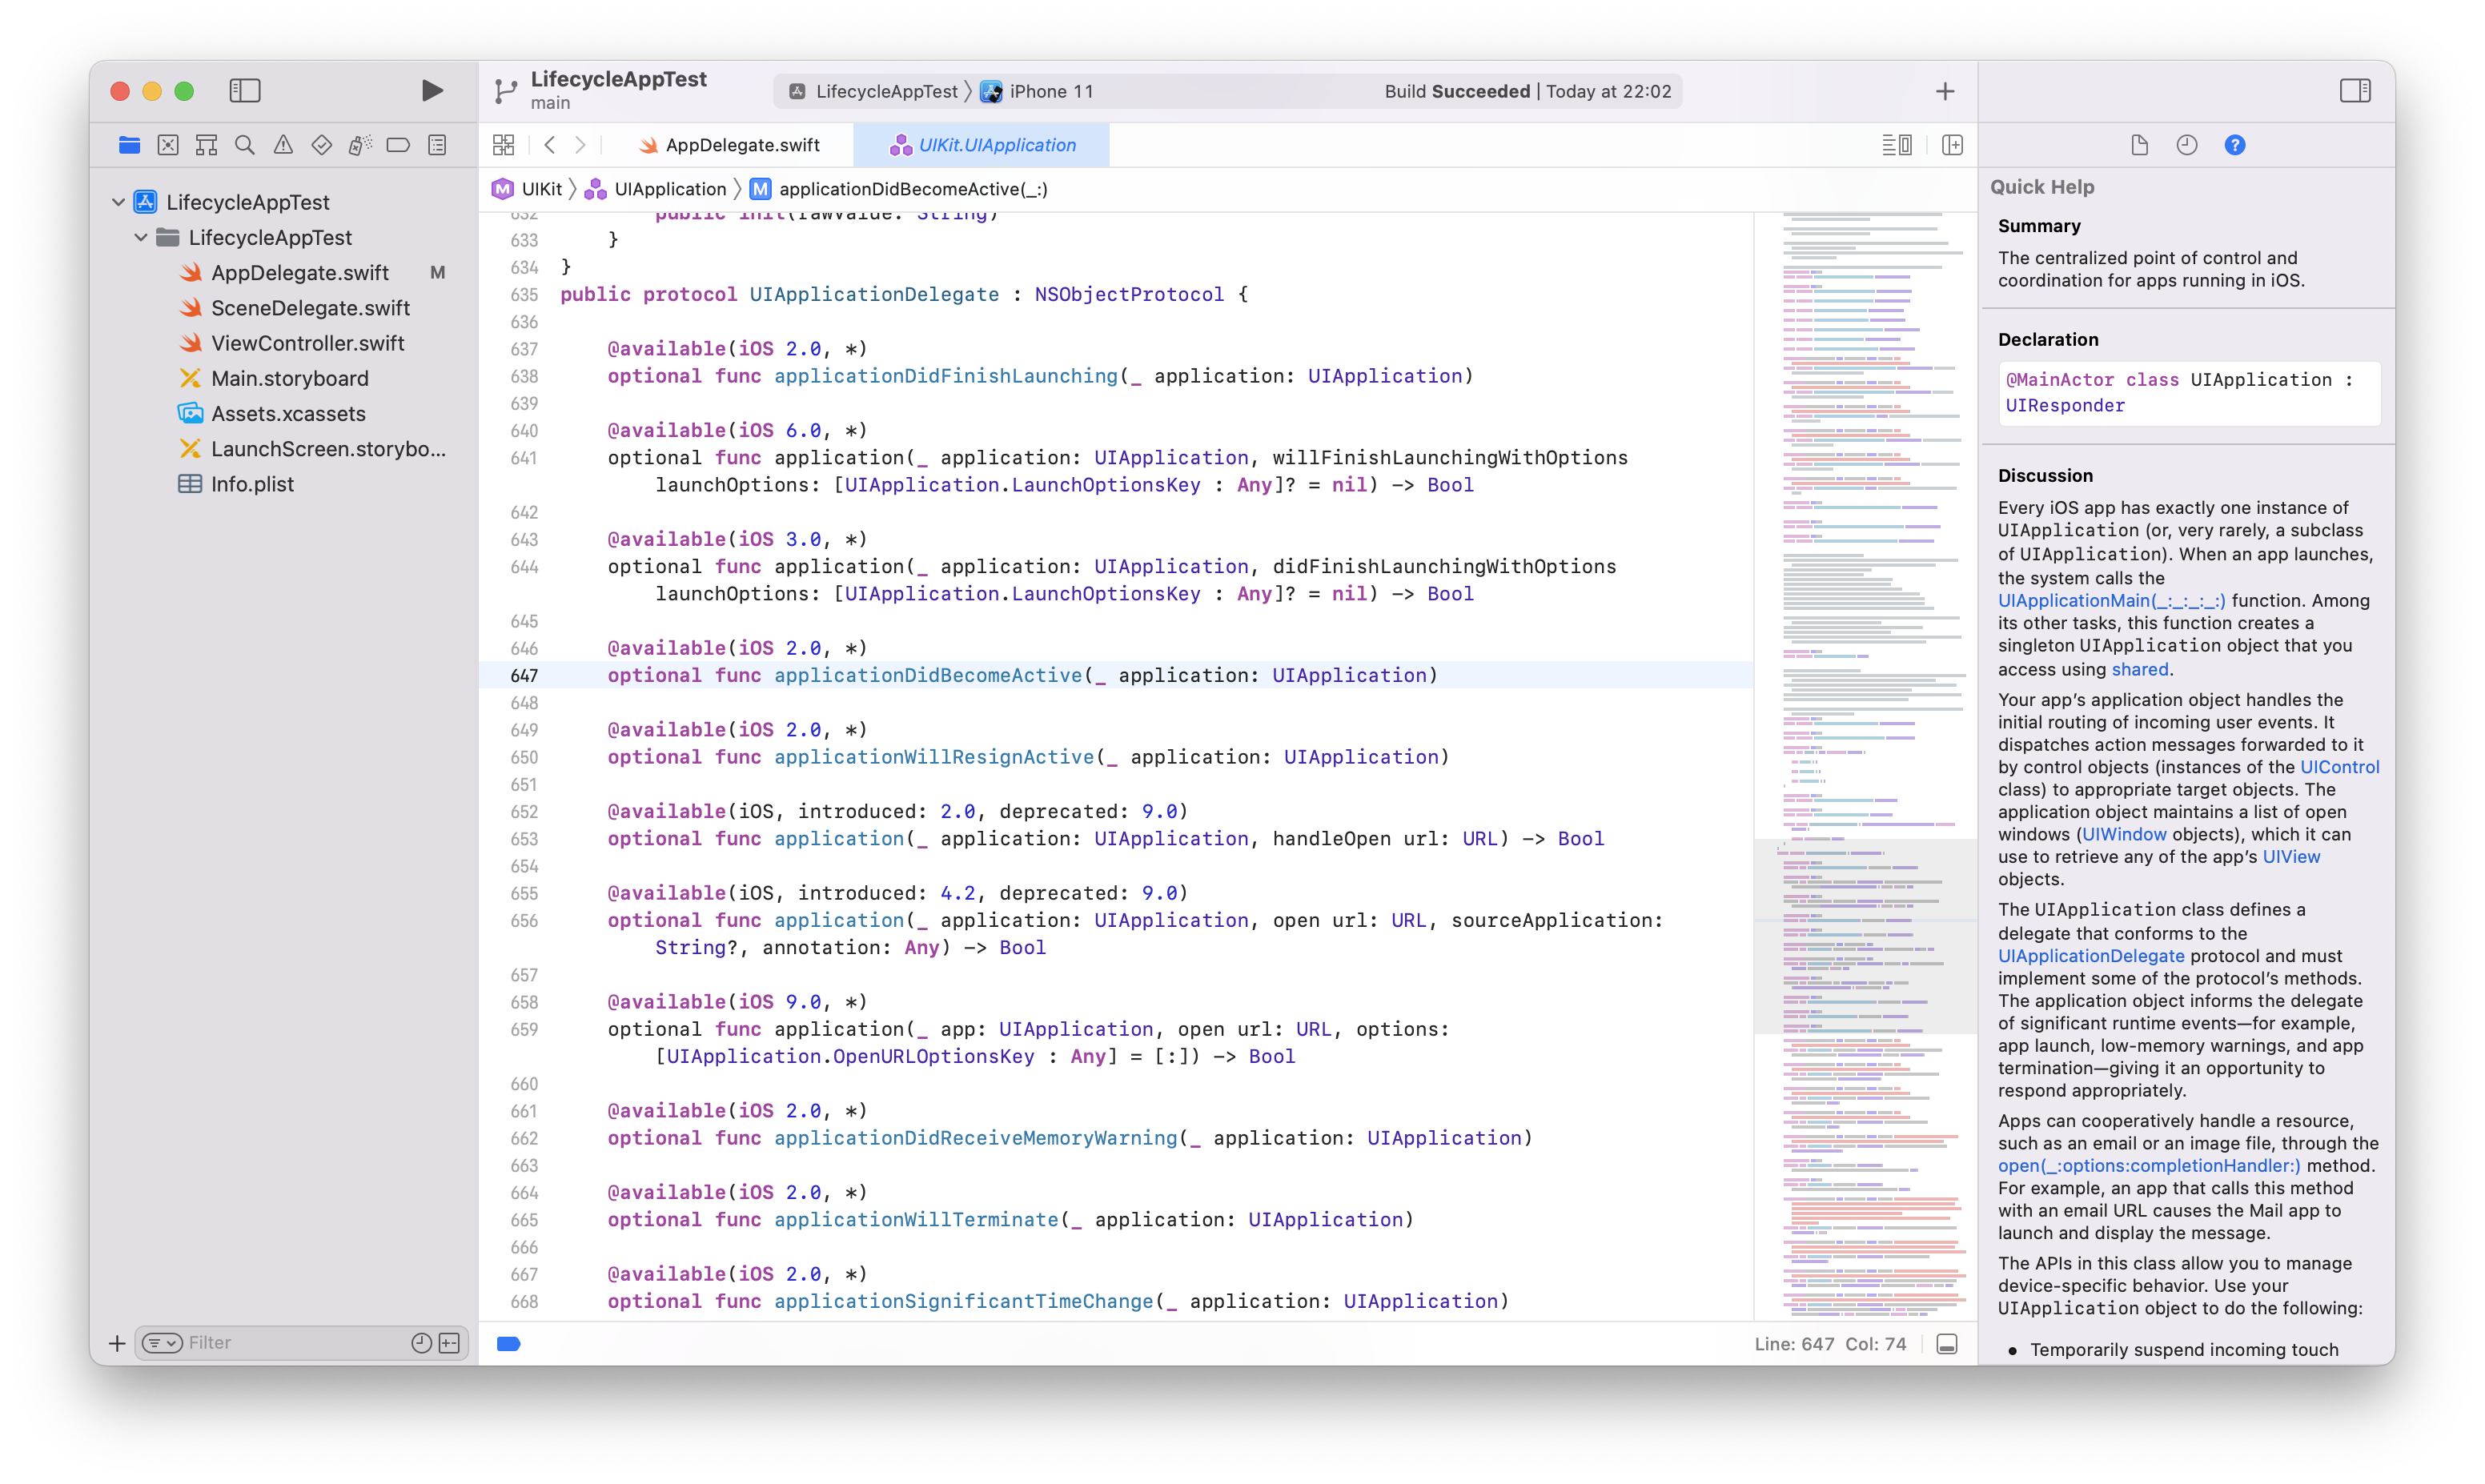 LifecycleAppTest
main
LifecycleAppTest
iPhone 11
Build Succeeded | Today at 22:02
AppDelegate.swift
UIKit.UIApplication
UIKit
UIApplication
M
applicationDidBecomeActive(_:)
LifecycleAppTest
LifecycleAppTest
AppDelegate.swift M
SceneDelegate.swift
ViewController.swift
Main.storyboard
Assets.xcassets
LaunchScreen.storybo...
Info.plist
Filter
632 public init(rawValue: String)
633 }
634 }
635 public protocol UIApplicationDelegate : NSObjectProtocol {
636
637 @available(iOS 2.0, *)
638 optional func applicationDidFinishLaunching(_ application: UIApplication)
639
640 @available(iOS 6.0, *)
641 optional func application(_ application: UIApplication, willFinishLaunchingWithOptions
launchOptions: [UIApplication.LaunchOptionsKey : Any]? = nil) -> Bool
642
643 @available(iOS 3.0, *)
644 optional func application(_ application: UIApplication, didFinishLaunchingWithOptions
launchOptions: [UIApplication.LaunchOptionsKey : Any]? = nil) -> Bool
645
646 @available(iOS 2.0, *)
647 optional func applicationDidBecomeActive(_ application: UIApplication)
648
649 @available(iOS 2.0, *)
650 optional func applicationWillResignActive(_ application: UIApplication)
651
652 @available(iOS, introduced: 2.0, deprecated: 9.0)
653 optional func application(_ application: UIApplication, handleOpen url: URL) -> Bool
654
655 @available(iOS, introduced: 4.2, deprecated: 9.0)
656 optional func application(_ application: UIApplication, open url: URL, sourceApplication:
String?, annotation: Any) -> Bool
657
658 @available(iOS 9.0, *)
659 optional func application(_ app: UIApplication, open url: URL, options:
[UIApplication.OpenURLOptionsKey : Any] = [:]) -> Bool
660
661 @available(iOS 2.0, *)
662 optional func applicationDidReceiveMemoryWarning(_ application: UIApplication)
663
664 @available(iOS 2.0, *)
665 optional func applicationWillTerminate(_ application: UIApplication)
666
667 @available(iOS 2.0, *)
668 optional func applicationSignificantTimeChange(_ application: UIApplication)
Line: 647 Col: 74
Quick Help
Summary
The centralized point of control and
coordination for apps running in iOS.
Declaration
@MainActor class UIApplication :
UIResponder
Discussion
Every iOS app has exactly one instance of
UIApplication (or, very rarely, a subclass
of UIApplication). When an app launches,
the system calls the
UIApplicationMain(_:_:_:_:) function. Among
its other tasks, this function creates a
singleton UIApplication object that you
access using shared.
Your app’s application object handles the
initial routing of incoming user events. It
dispatches action messages forwarded to it
by control objects (instances of the UIControl
class) to appropriate target objects. The
application object maintains a list of open
windows (UIWindow objects), which it can
use to retrieve any of the app’s UIView
objects.
The UIApplication class defines a
delegate that conforms to the
UIApplicationDelegate protocol and must
implement some of the protocol’s methods.
The application object informs the delegate
of significant runtime events—for example,
app launch, low-memory warnings, and app
termination—giving it an opportunity to
respond appropriately.
Apps can cooperatively handle a resource,
such as an email or an image file, through the
open(_:options:completionHandler:) method.
For example, an app that calls this method
with an email URL causes the Mail app to
launch and display the message.
The APIs in this class allow you to manage
device-specific behavior. Use your
UIApplication object to do the following:
• Temporarily suspend incoming touch